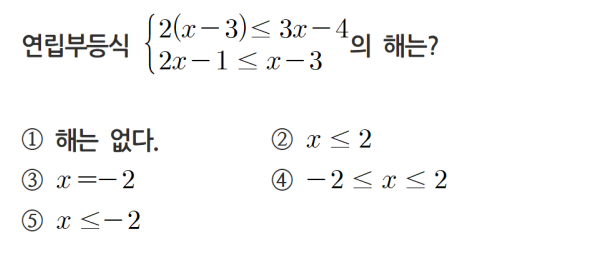 연립부등식 { 2(x-3) ≤ 3x-4
2x-1 ≤ x-3 의 해는?
① 해는 없다. ② x ≤ 2
③ x=-2 ④ -2 ≤ x ≤ 2
⑤ x ≤ -2